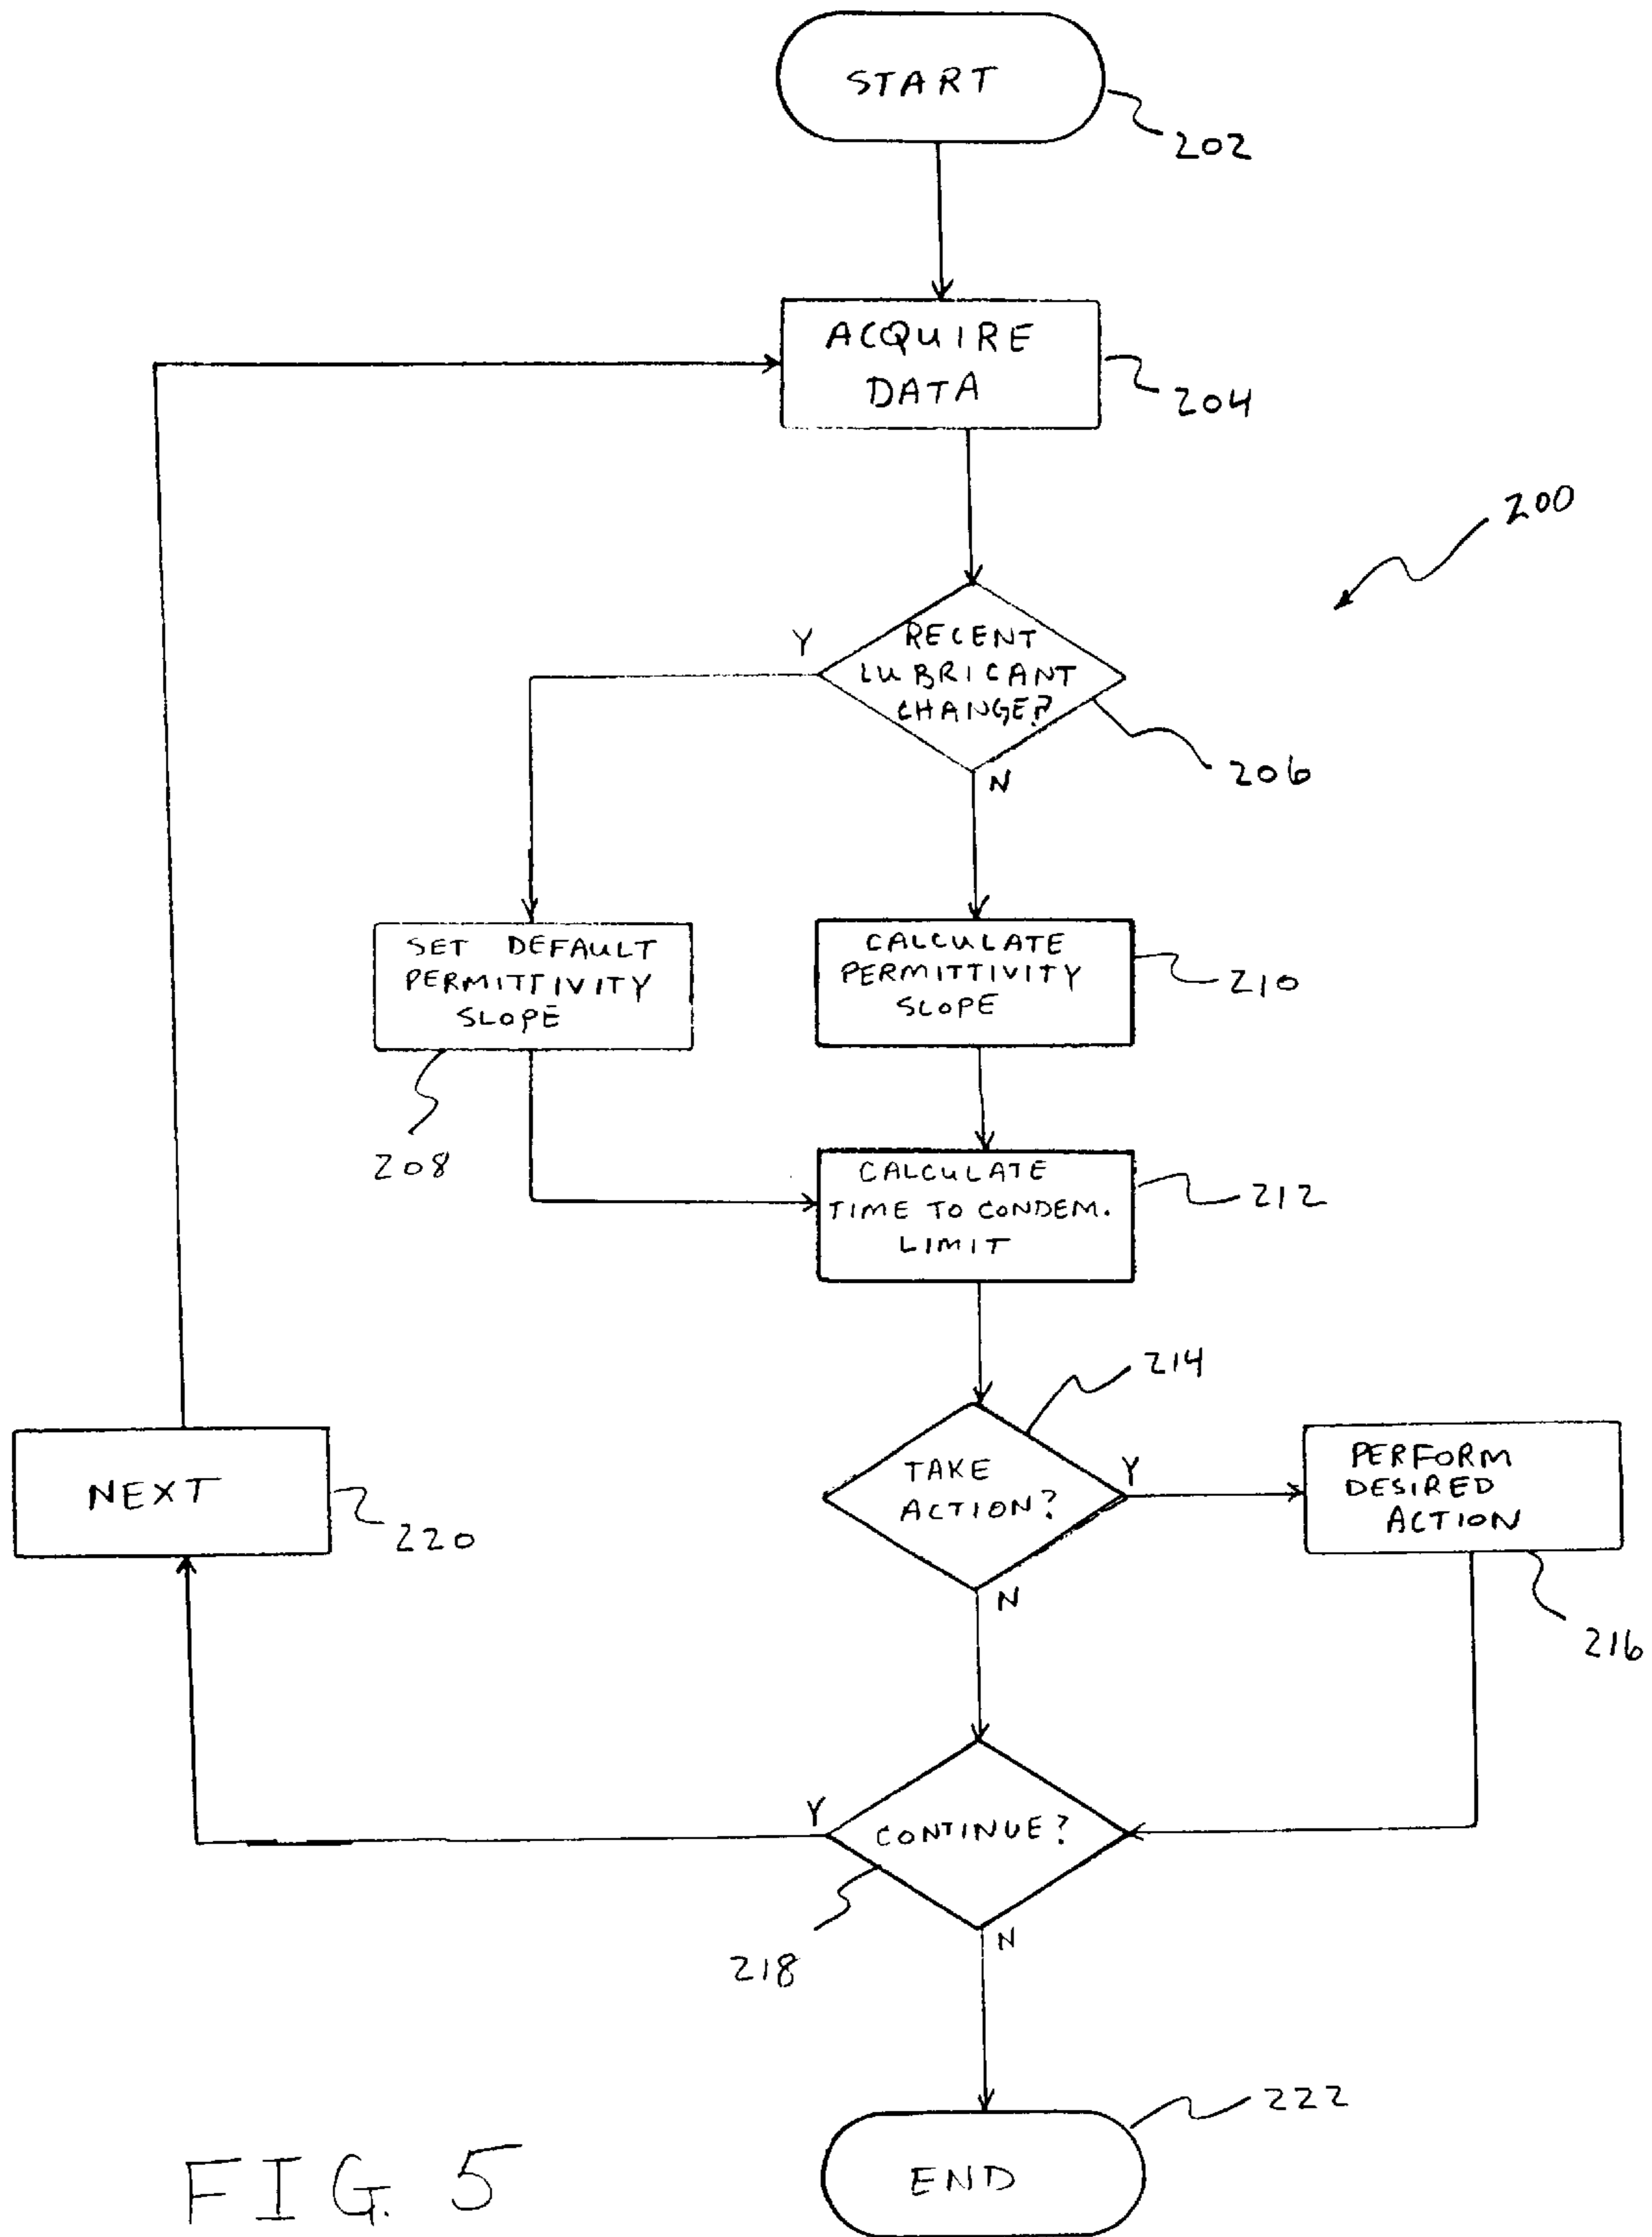 START
202
ACQUIRE
DATA
204
200
Y
RECENT
LUBRICANT
CHANGE?
206
N
SET DEFAULT
PERMITTIVITY
SLOPE
208
CALCULATE
PERMITTIVITY
SLOPE
210
CALCULATE
TIME TO CONDEM.
LIMIT
212
214
TAKE
ACTION?
Y
N
PERFORM
DESIRED
ACTION
216
NEXT
220
Y
CONTINUE?
218
N
222
END
FIG. 5